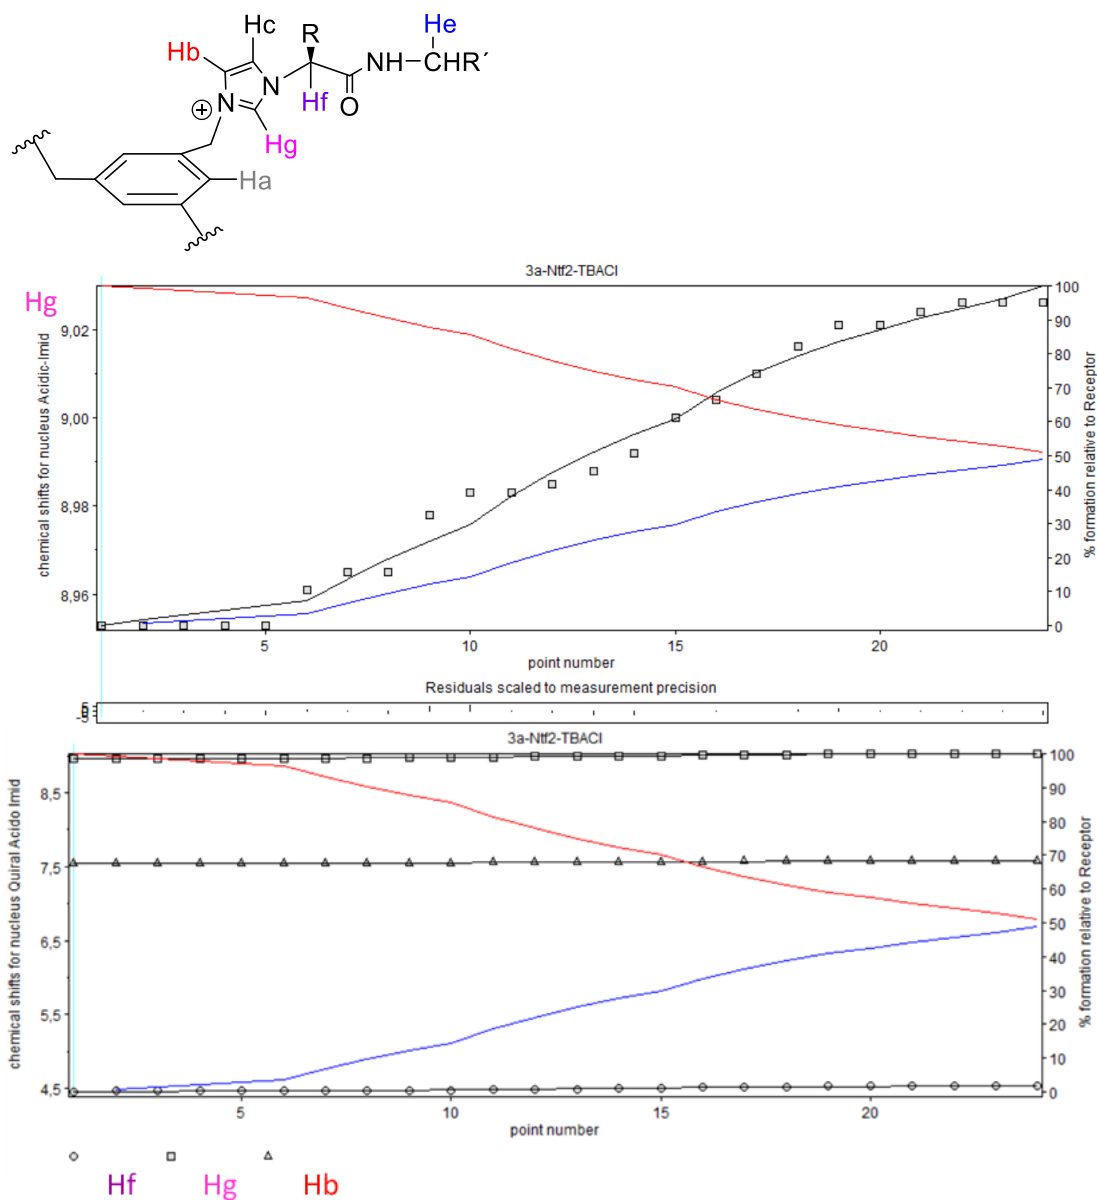 Hc
R
He
Hb
NH
CHR´
N
Hf
O
+
N
Hg
Ha
3a-Ntf2-TBACl
Hg
chemical shifts for nucleus Acidic-Imid
9,02
9,00
8,98
8,96
100
90
80
70
60
50
40
30
20
10
0
% formation relative to Receptor
5
10
15
20
point number
Residuals scaled to measurement precision
5
0
-5
3a-Ntf2-TBACl
chemical shifts for nucleus Quiral Acido Imid
8,5
7,5
6,5
5,5
4,5
100
90
80
70
60
50
40
30
20
10
0
% formation relative to Receptor
5
10
15
20
point number
Hf
Hg
Hb